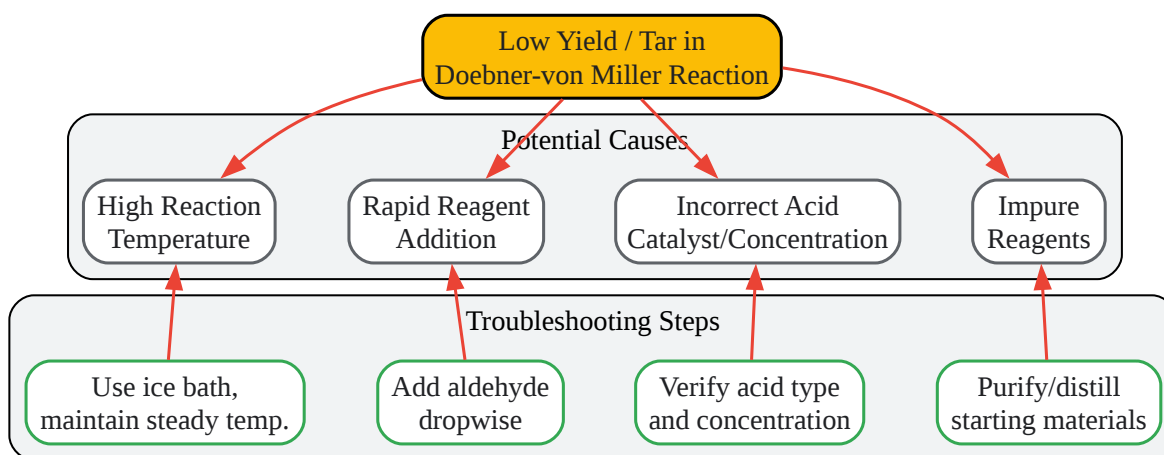 Low Yield / Tar in
Doebner-von Miller Reaction
Potential Causes
High Reaction
Temperature
Rapid Reagent
Addition
Incorrect Acid
Catalyst/Concentration
Impure
Reagents
Troubleshooting Steps
Use ice bath,
maintain steady temp.
Add aldehyde
dropwise
Verify acid type
and concentration
Purify/distill
starting materials